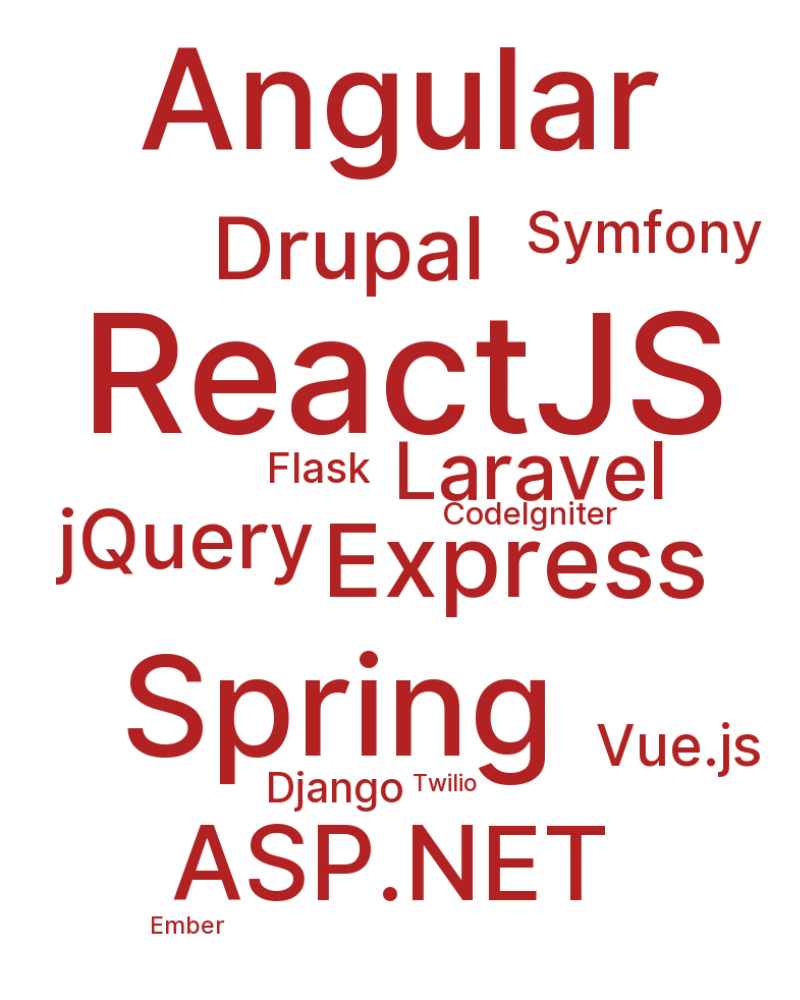 Angular
Drupal
Symfony
ReactJS
Flask
Laravel
CodeIgniter
jQuery
Express
Spring
Vue.js
Django
Twilio
ASP.NET
Ember